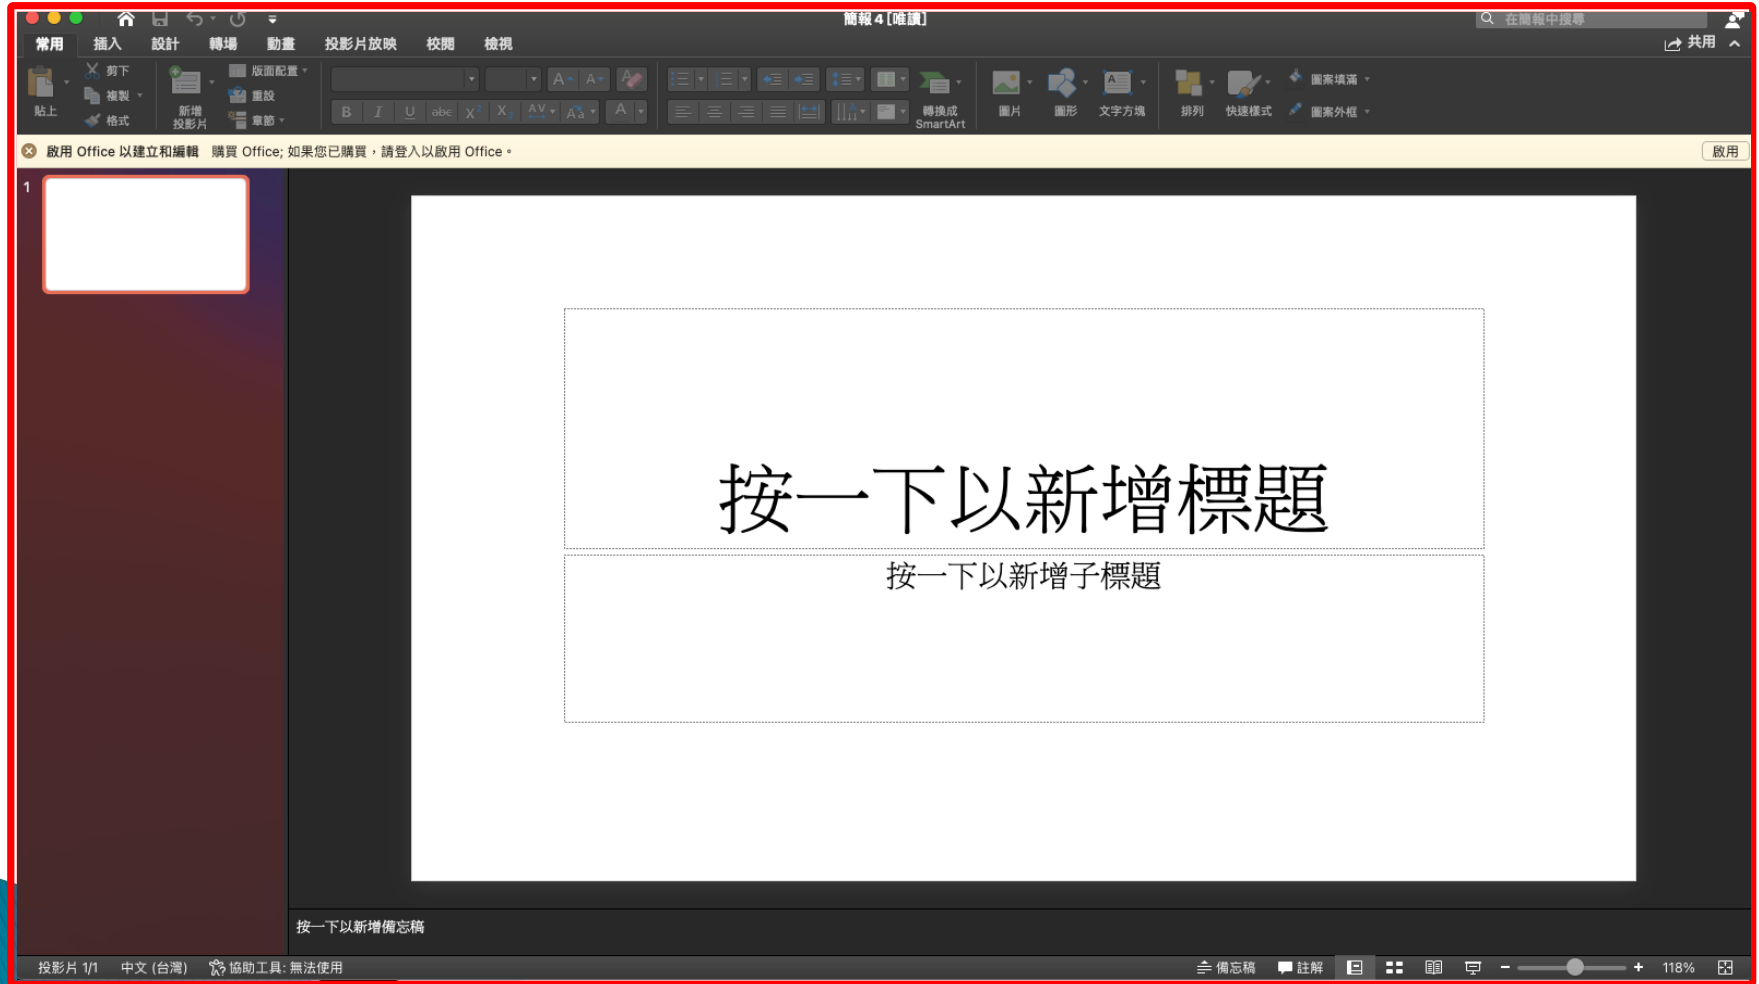 簡報 4 [唯讀]
在簡報中搜尋
常用 插入 設計 轉場 動畫 投影片放映 校閱 檢視
共用
貼上
剪下
複製
格式
新增
投影片
版面配置
重設
章節
B I U abc X² X₂ AV Aa A
A A A
轉換成
SmartArt
圖片
圖形
A
文字方塊
排列
快速樣式
圖案填滿
圖案外框
啟用 Office 以建立和編輯 購買 Office; 如果您已購買，請登入以啟用 Office。
啟用
1
按一下以新增標題
按一下以新增子標題
按一下以新增備忘稿
投影片 1/1 中文 (台灣) 協助工具: 無法使用
備忘稿 註解 118%